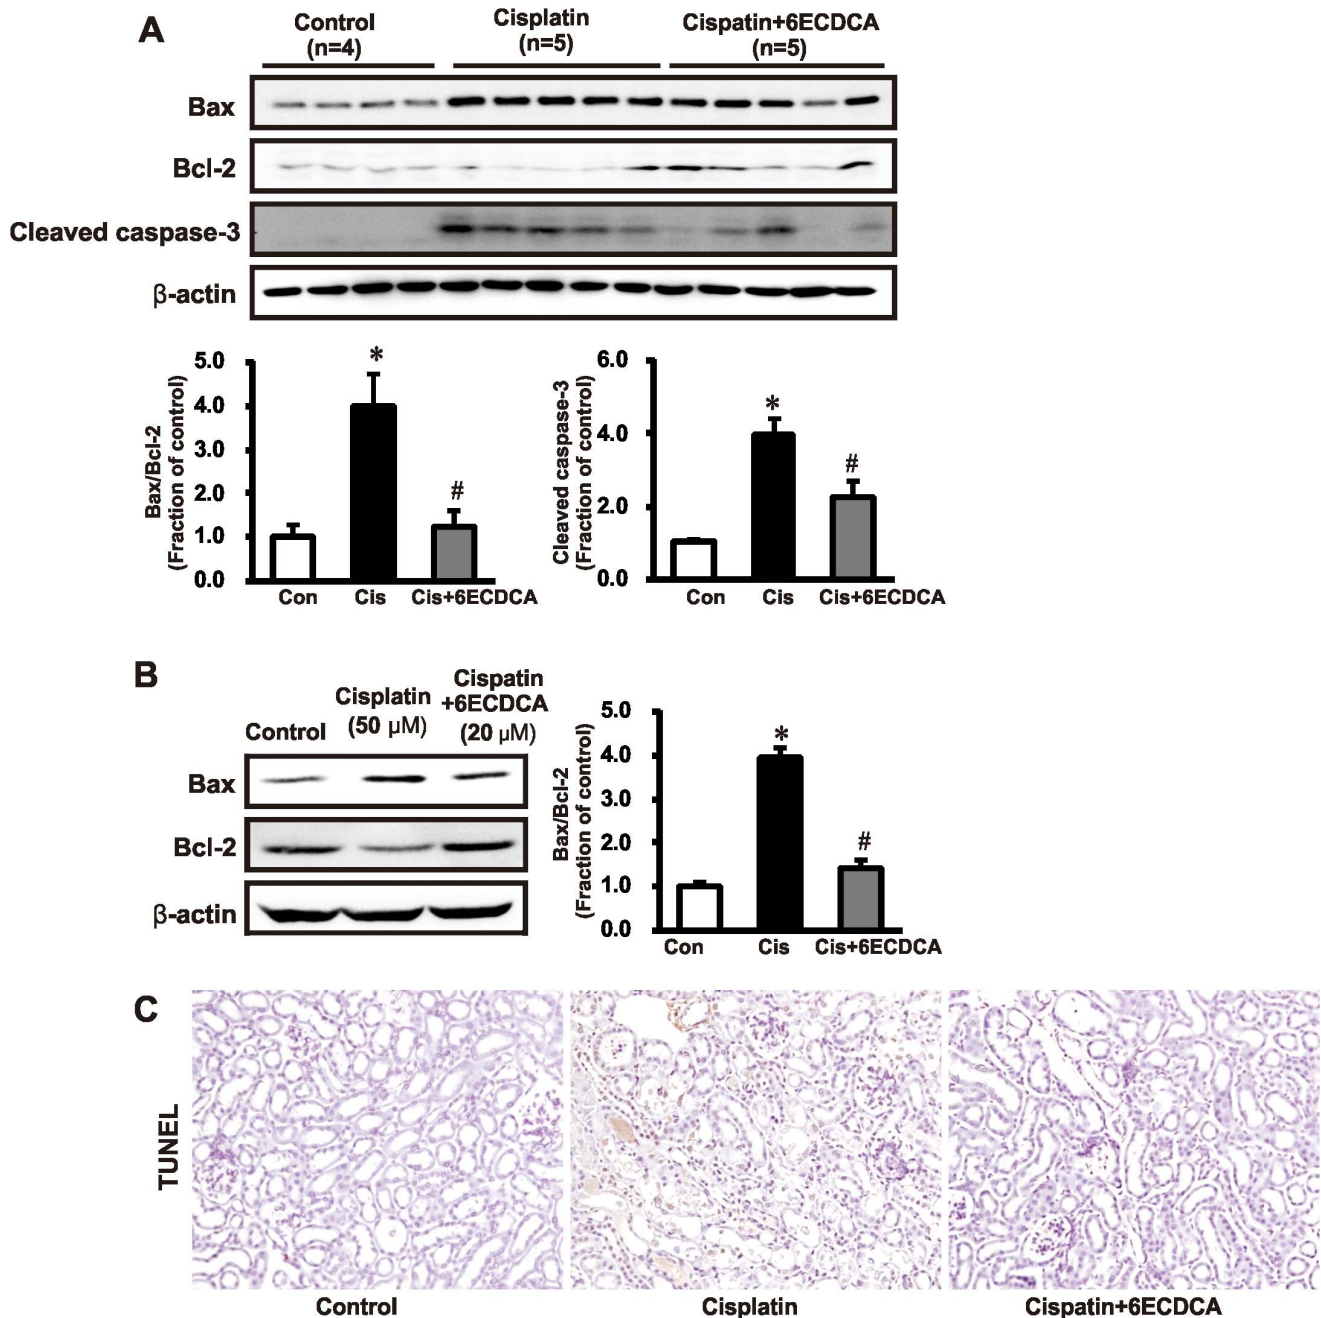 A
Control
(n=4)
Cisplatin
(n=5)
Cispatin+6ECDCA
(n=5)
Bax
Bcl-2
Cleaved caspase-3
β-actin
Bax/Bcl-2
(Fraction of control)
5.0
4.0
3.0
2.0
1.0
0.0
*
#
Con
Cis
Cis+6ECDCA
Cleaved caspase-3
(Fraction of control)
6.0
4.0
2.0
0.0
*
#
Con
Cis
Cis+6ECDCA
B
Control
Cisplatin
(50 μM)
Cispatin
+6ECDCA
(20 μM)
Bax
Bcl-2
β-actin
Bax/Bcl-2
(Fraction of control)
5.0
4.0
3.0
2.0
1.0
0.0
*
#
Con
Cis
Cis+6ECDCA
C
TUNEL
Control
Cisplatin
Cispatin+6ECDCA